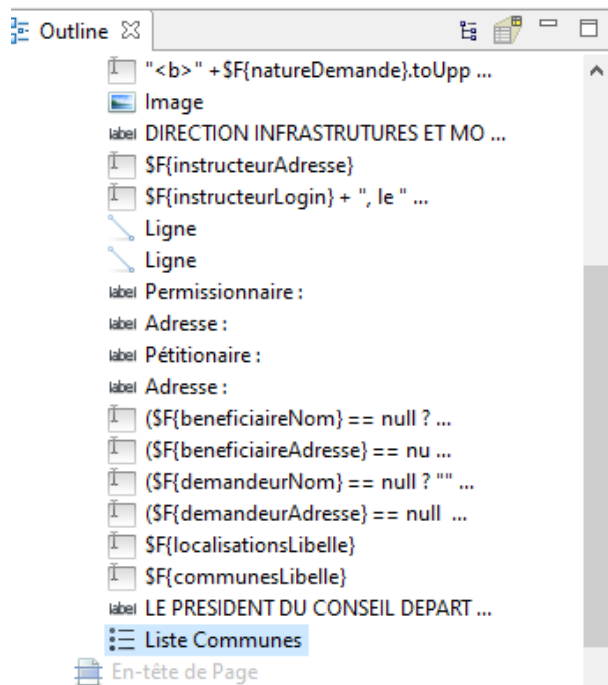 Outline
"<b>" +$F{natureDemande}.toUpp ...
Image
label DIRECTION INFRASTRUTURES ET MO ...
$F{instructeurAdresse}
$F{instructeurLogin} + ", le " ...
Ligne
Ligne
label Permissionnaire :
label Adresse :
label Pétitionaire :
label Adresse :
($F{beneficiaireNom} == null ? ...
($F{beneficiaireAdresse} == nu ...
($F{demandeurNom} == null ? "" ...
($F{demandeurAdresse} == null ...
$F{localisationsLibelle}
$F{communesLibelle}
label LE PRESIDENT DU CONSEIL DEPART ...
Liste Communes
En-tête de Page